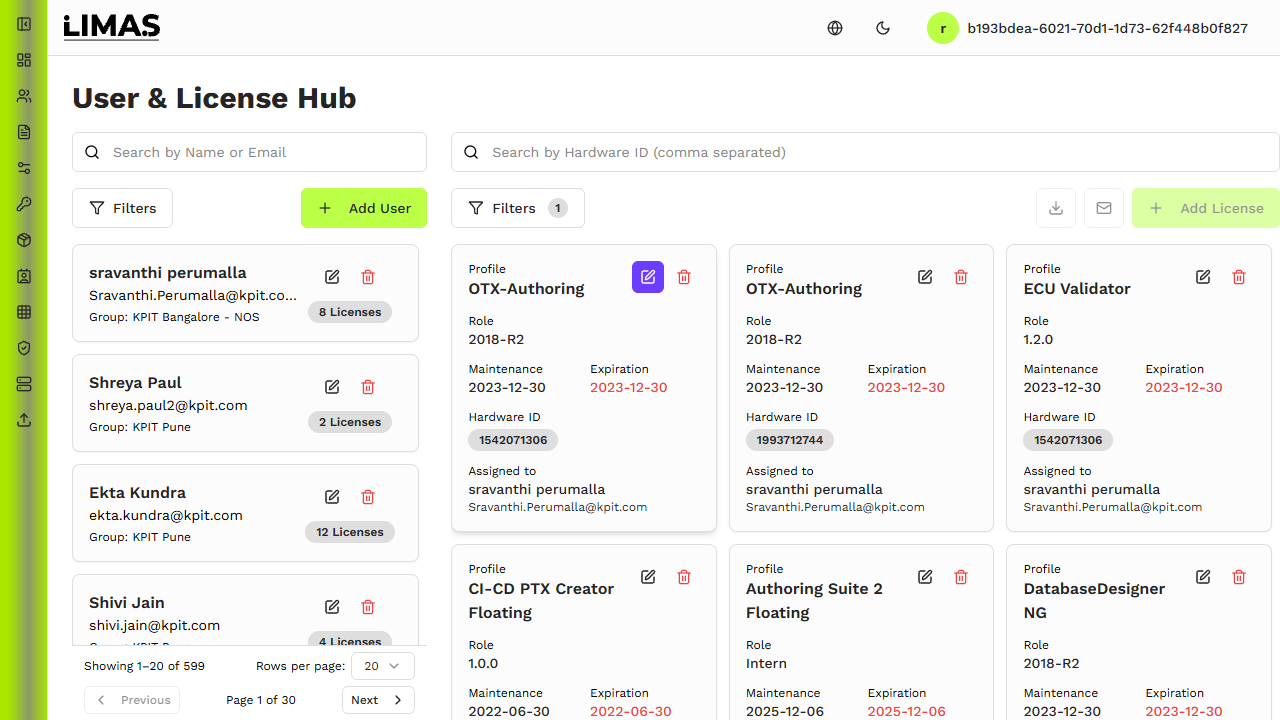 LIMAS
r
b193bdea-6021-70d1-1d73-62f448b0f827
User & License Hub
Search by Name or Email
Search by Hardware ID (comma separated)
Filters
Add User
Filters 1
Add License
sravanthi perumalla
Sravanthi.Perumalla@kpit.co...
Group: KPIT Bangalore - NOS
8 Licenses
Shreya Paul
shreya.paul2@kpit.com
Group: KPIT Pune
2 Licenses
Ekta Kundra
ekta.kundra@kpit.com
Group: KPIT Pune
12 Licenses
Shivi Jain
shivi.jain@kpit.com
4 Licenses
Showing 1–20 of 599
Rows per page: 20
Previous
Page 1 of 30
Next
Profile
OTX-Authoring
Role
2018-R2
Maintenance Expiration
2023-12-30 2023-12-30
Hardware ID
1542071306
Assigned to
sravanthi perumalla
Sravanthi.Perumalla@kpit.com
Profile
OTX-Authoring
Role
2018-R2
Maintenance Expiration
2023-12-30 2023-12-30
Hardware ID
1993712744
Assigned to
sravanthi perumalla
Sravanthi.Perumalla@kpit.com
Profile
ECU Validator
Role
1.2.0
Maintenance Expiration
2023-12-30 2023-12-30
Hardware ID
1542071306
Assigned to
sravanthi perumalla
Sravanthi.Perumalla@kpit.com
Profile
CI-CD PTX Creator
Floating
Role
1.0.0
Maintenance Expiration
2022-06-30 2022-06-30
Profile
Authoring Suite 2
Floating
Role
Intern
Maintenance Expiration
2025-12-06 2025-12-06
Profile
DatabaseDesigner
NG
Role
2018-R2
Maintenance Expiration
2023-12-30 2023-12-30